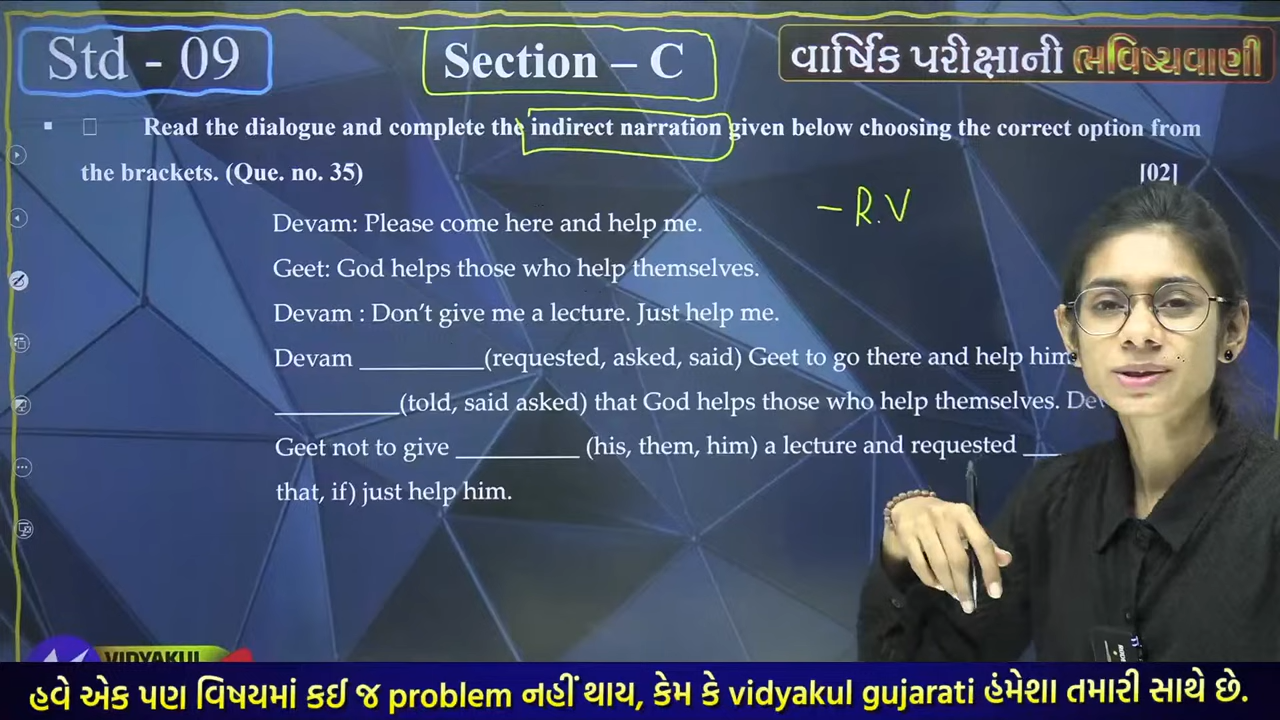 Std - 09
Section – C
વાર્ષિક પરીક્ષાની ભવિષ્યવાણી
Read the dialogue and complete the indirect narration given below choosing the correct option from
the brackets. (Que. no. 35) [02]
– R.V
Devam: Please come here and help me.
Geet: God helps those who help themselves.
Devam : Don't give me a lecture. Just help me.
Devam __________(requested, asked, said) Geet to go there and help him
__________(told, said asked) that God helps those who help themselves.
Geet not to give __________ (his, them, him) a lecture and requested ___
that, if) just help him.
VIDYAKUL
હવે એક પણ વિષયમાં કઈ જ problem નહીં થાય, કેમ કે vidyakul gujarati હંમેશા તમારી સાથે છે.